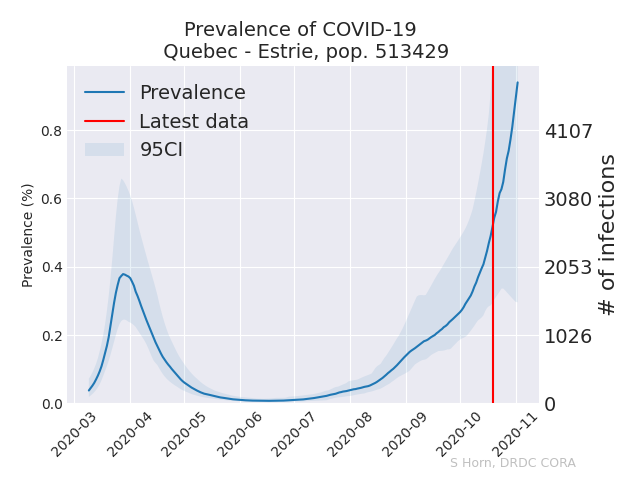 Prevalence of COVID-19
Quebec - Estrie, pop. 513429
Prevalence
Latest data
95CI
Prevalence (%)
0.8
0.6
0.4
0.2
0.0
4107
3080
2053
1026
0
# of infections
2020-03
2020-04
2020-05
2020-06
2020-07
2020-08
2020-09
2020-10
2020-11
S Horn, DRDC CORA